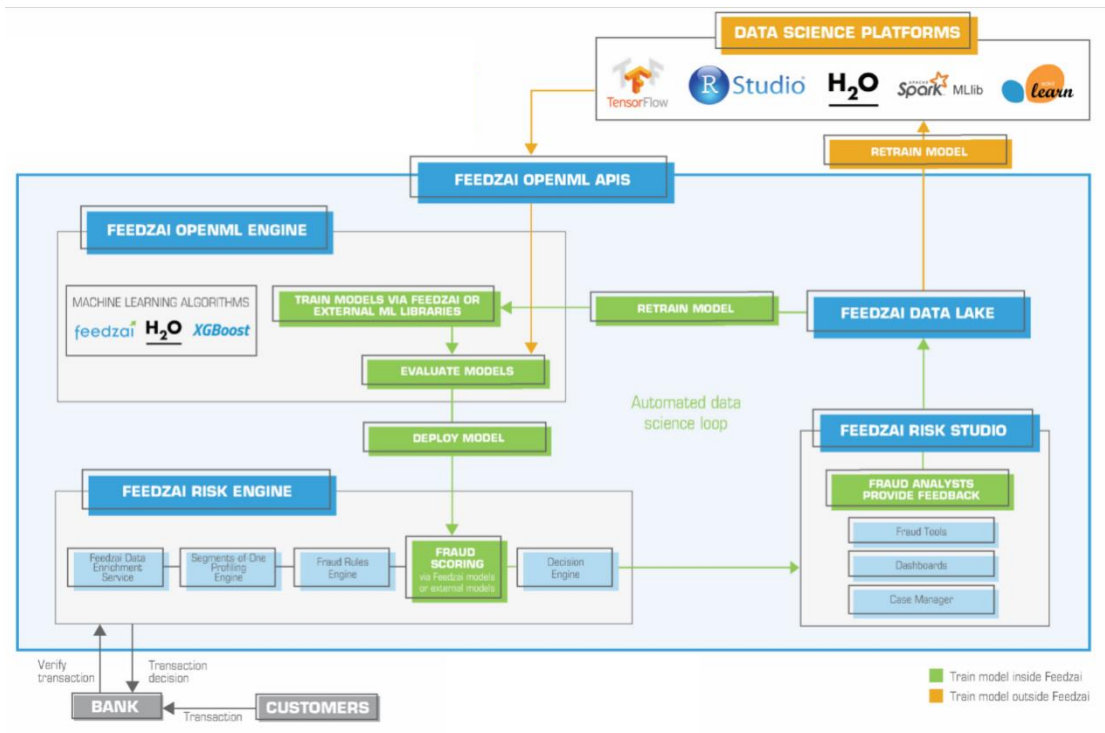 DATA SCIENCE PLATFORMS
TensorFlow
R Studio
H2O
APACHE
Spark MLlib
learn
RETRAIN MODEL
FEEDZAI OPENML APIS
FEEDZAI OPENML ENGINE
MACHINE LEARNING ALGORITHMS
feedzai H2O XGBoost
TRAIN MODELS VIA FEEDZAI OR
EXTERNAL ML LIBRARIES
RETRAIN MODEL
FEEDZAI DATA LAKE
EVALUATE MODELS
Automated data
science loop
DEPLOY MODEL
FEEDZAI RISK STUDIO
FRAUD ANALYSTS
PROVIDE FEEDBACK
Fraud Tools
Dashboards
Case Manager
FEEDZAI RISK ENGINE
Feedzai Data
Enrichment
Service
Segments-of-One
Profiling
Engine
Fraud Rules
Engine
FRAUD
SCORING
via Feedzai models
or external models
Decision
Engine
Verify
transaction
Transaction
decision
BANK
Transaction
CUSTOMERS
Train model inside Feedzai
Train model outside Feedzai